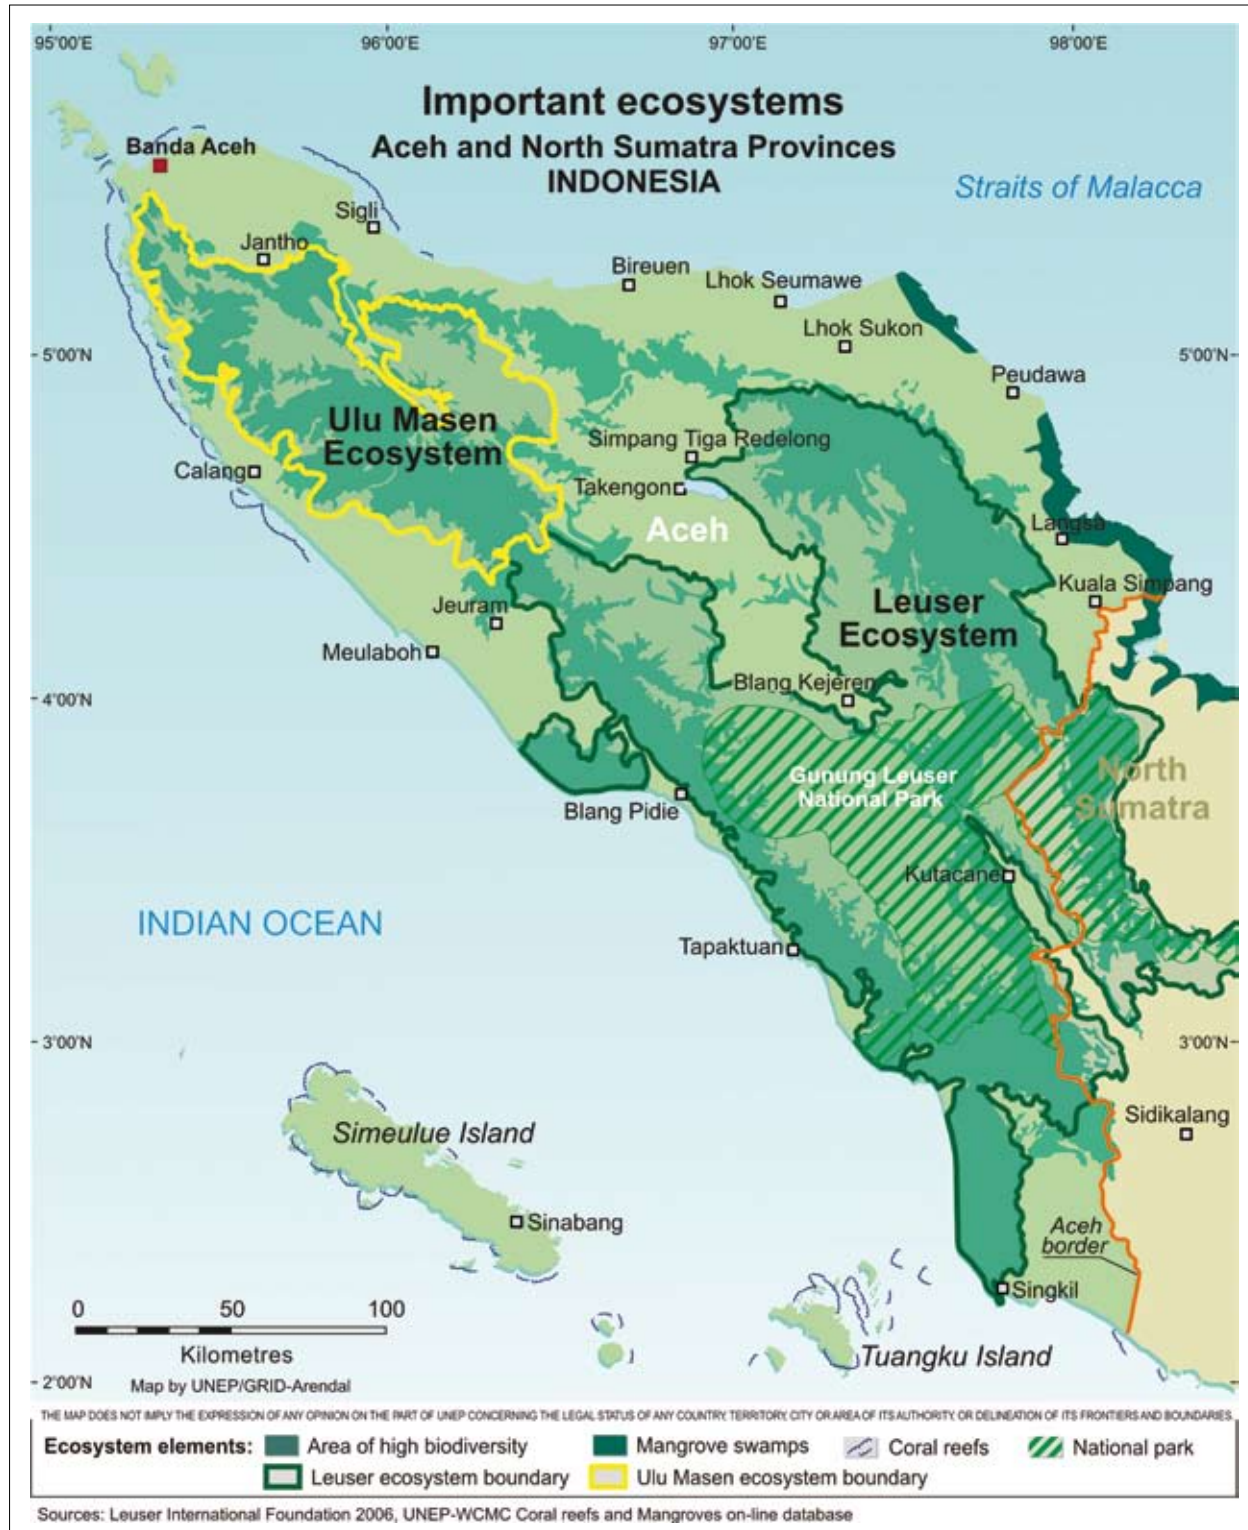 95°00'E 96°00'E 97°00'E 98°00'E
Important ecosystems
Aceh and North Sumatra Provinces
INDONESIA
Banda Aceh
Straits of Malacca
Sigli
Jantho
Bireuen
Lhok Seumawe
Lhok Sukon
5°00'N 5°00'N
Peudawa
Ulu Masen
Ecosystem
Simpang Tiga Redelong
Calang
Takengon
Aceh
Langsa
Kuala Simpang
Jeuram
Leuser
Ecosystem
Meulaboh
Blang Kejeren
4°00'N
Gunung Leuser
National Park
North
Sumatra
Blang Pidie
Kutacane
INDIAN OCEAN
Tapaktuan
3°00'N 3°00'N
Simeulue Island
Sidikalang
Sinabang
Aceh
border
Singkil
0 50 100
Kilometres
Tuangku Island
Map by UNEP/GRID-Arendal
2°00'N
THE MAP DOES NOT IMPLY THE EXPRESSION OF ANY OPINION ON THE PART OF UNEP CONCERNING THE LEGAL STATUS OF ANY COUNTRY, TERRITORY, CITY OR AREA OF ITS AUTHORITY, OR DELINEATION OF ITS FRONTIERS AND BOUNDARIES.
Ecosystem elements: Area of high biodiversity Mangrove swamps Coral reefs National park
Leuser ecosystem boundary Ulu Masen ecosystem boundary
Sources: Leuser International Foundation 2006, UNEP-WCMC Coral reefs and Mangroves on-line database